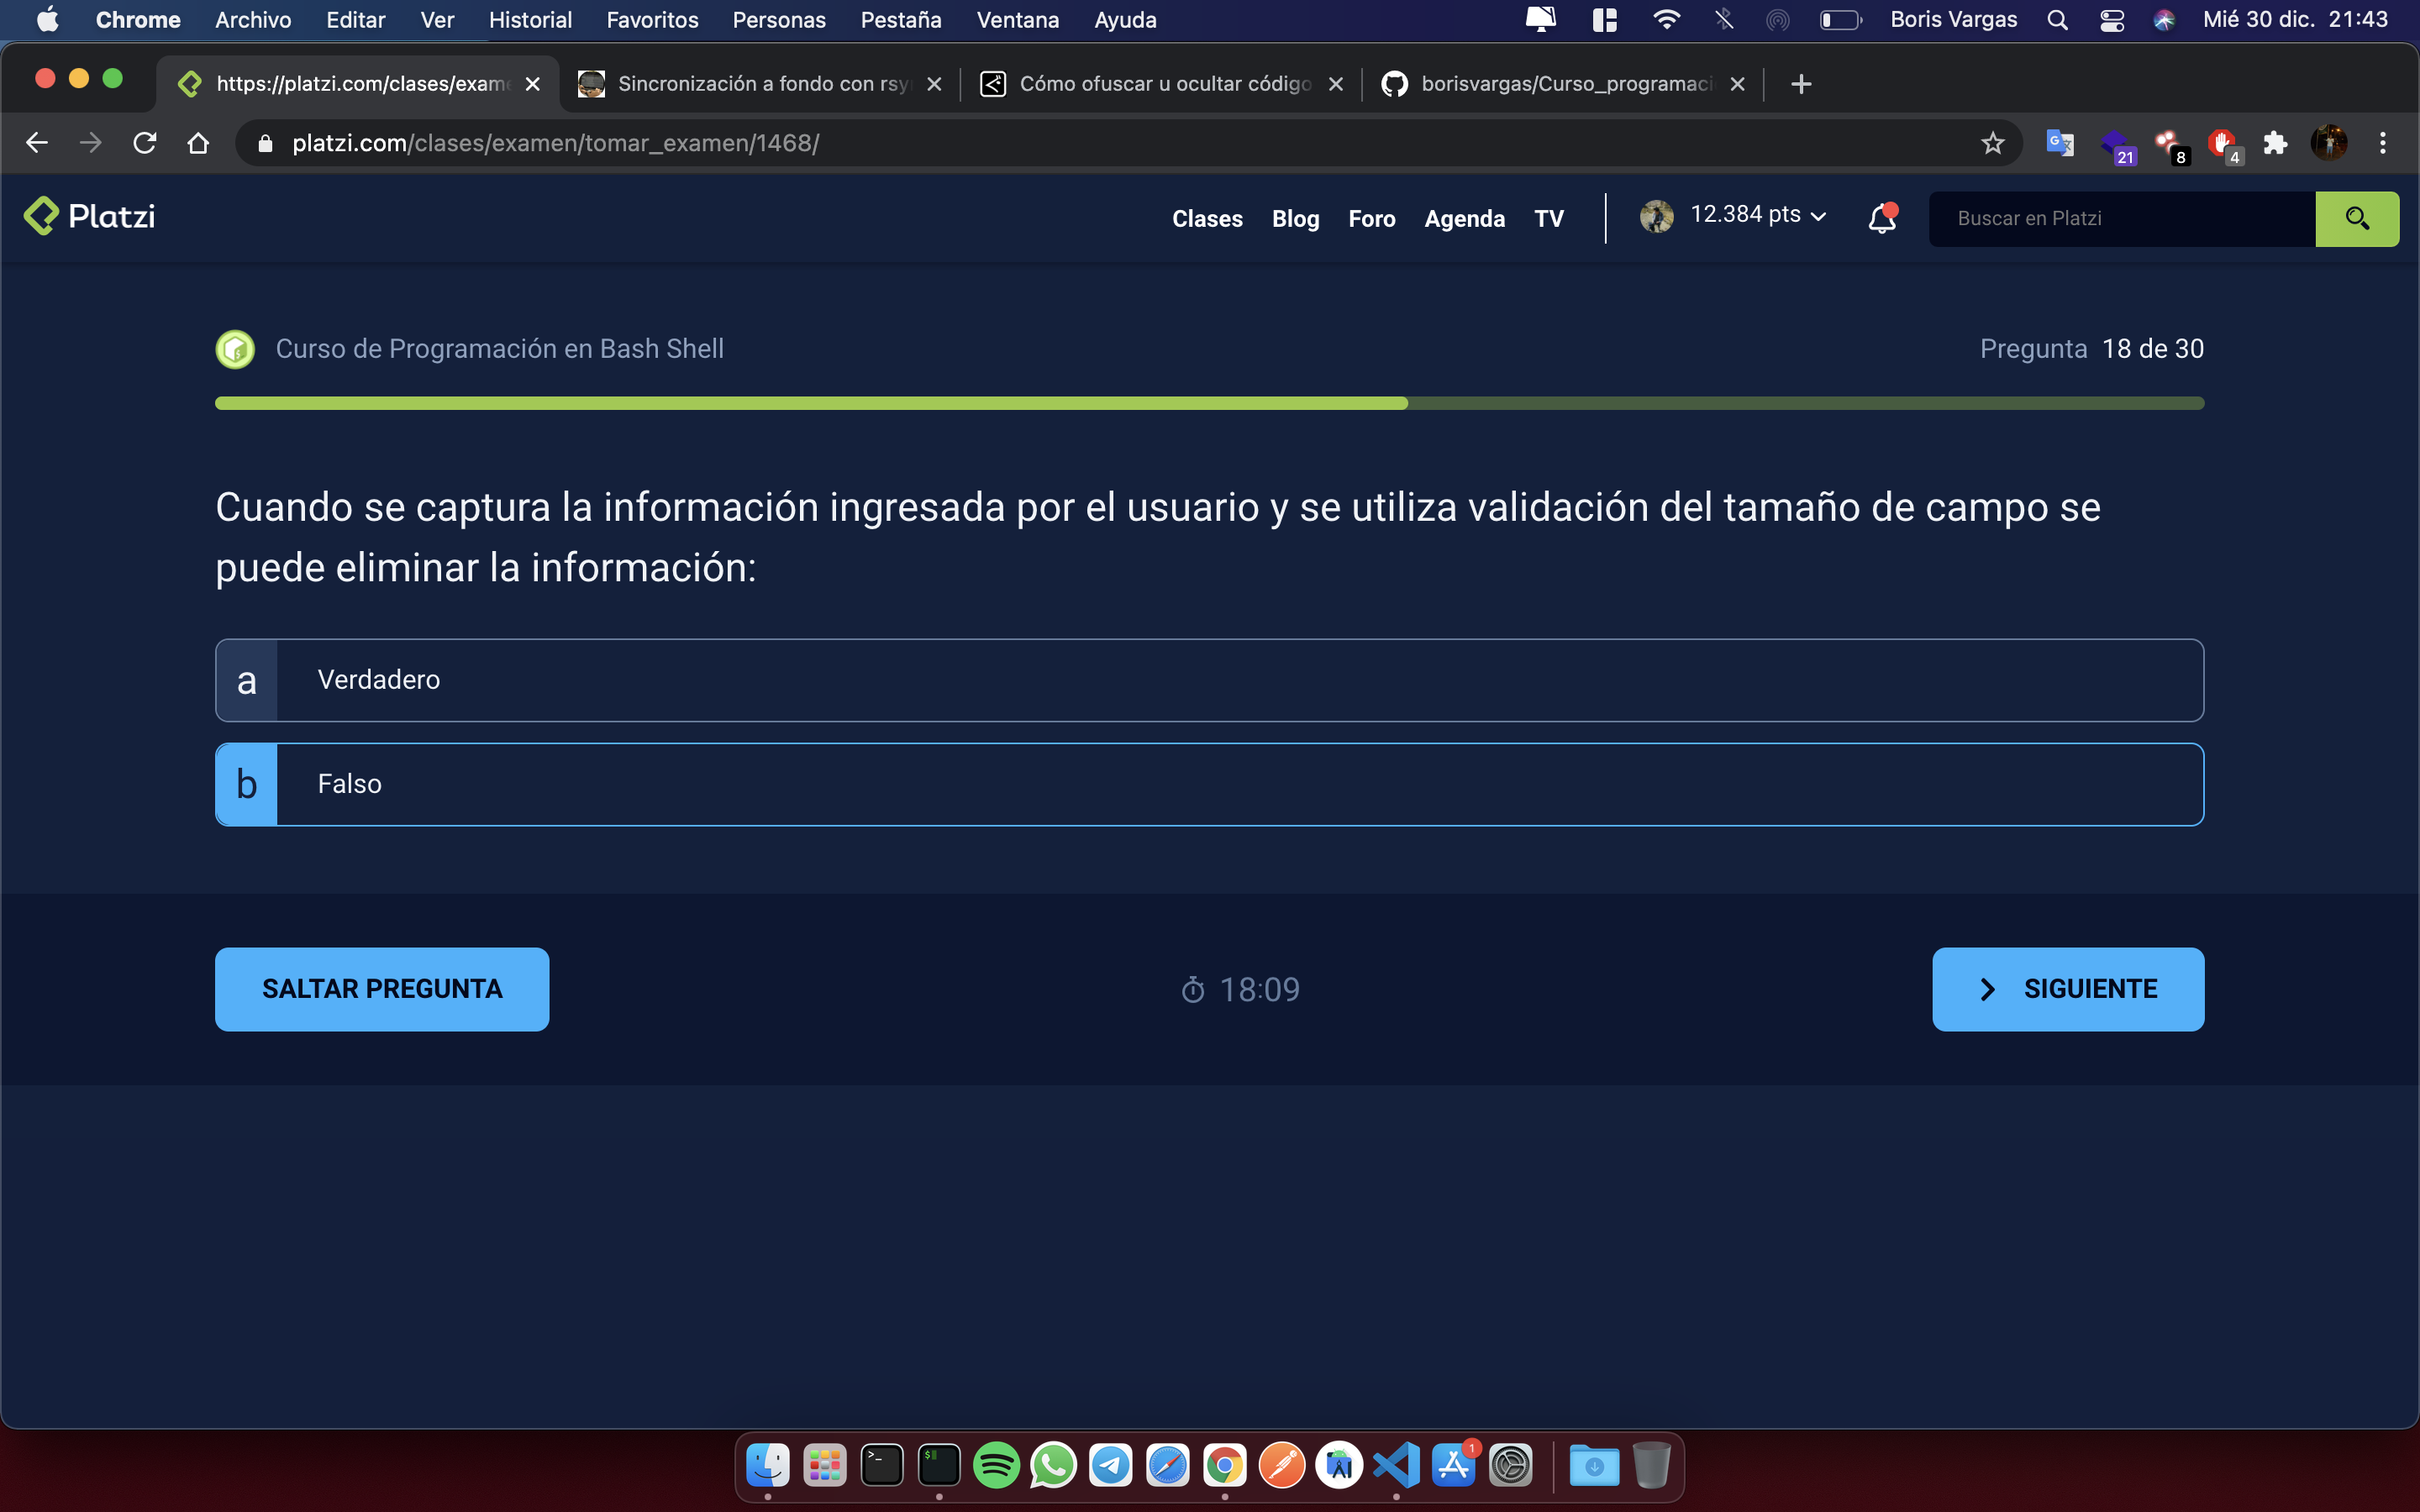 Chrome Archivo Editar Ver Historial Favoritos Personas Pestaña Ventana Ayuda Boris Vargas Mié 30 dic. 21:43
https://platzi.com/clases/exame Sincronización a fondo con rsy Cómo ofuscar u ocultar código borisvargas/Curso_programaci
platzi.com/clases/examen/tomar_examen/1468/ 21 8 4
Platzi Clases Blog Foro Agenda TV 12.384 pts Buscar en Platzi
Curso de Programación en Bash Shell Pregunta 18 de 30
Cuando se captura la información ingresada por el usuario y se utiliza validación del tamaño de campo se
puede eliminar la información:
a Verdadero
b Falso
SALTAR PREGUNTA 18:09 SIGUIENTE
1